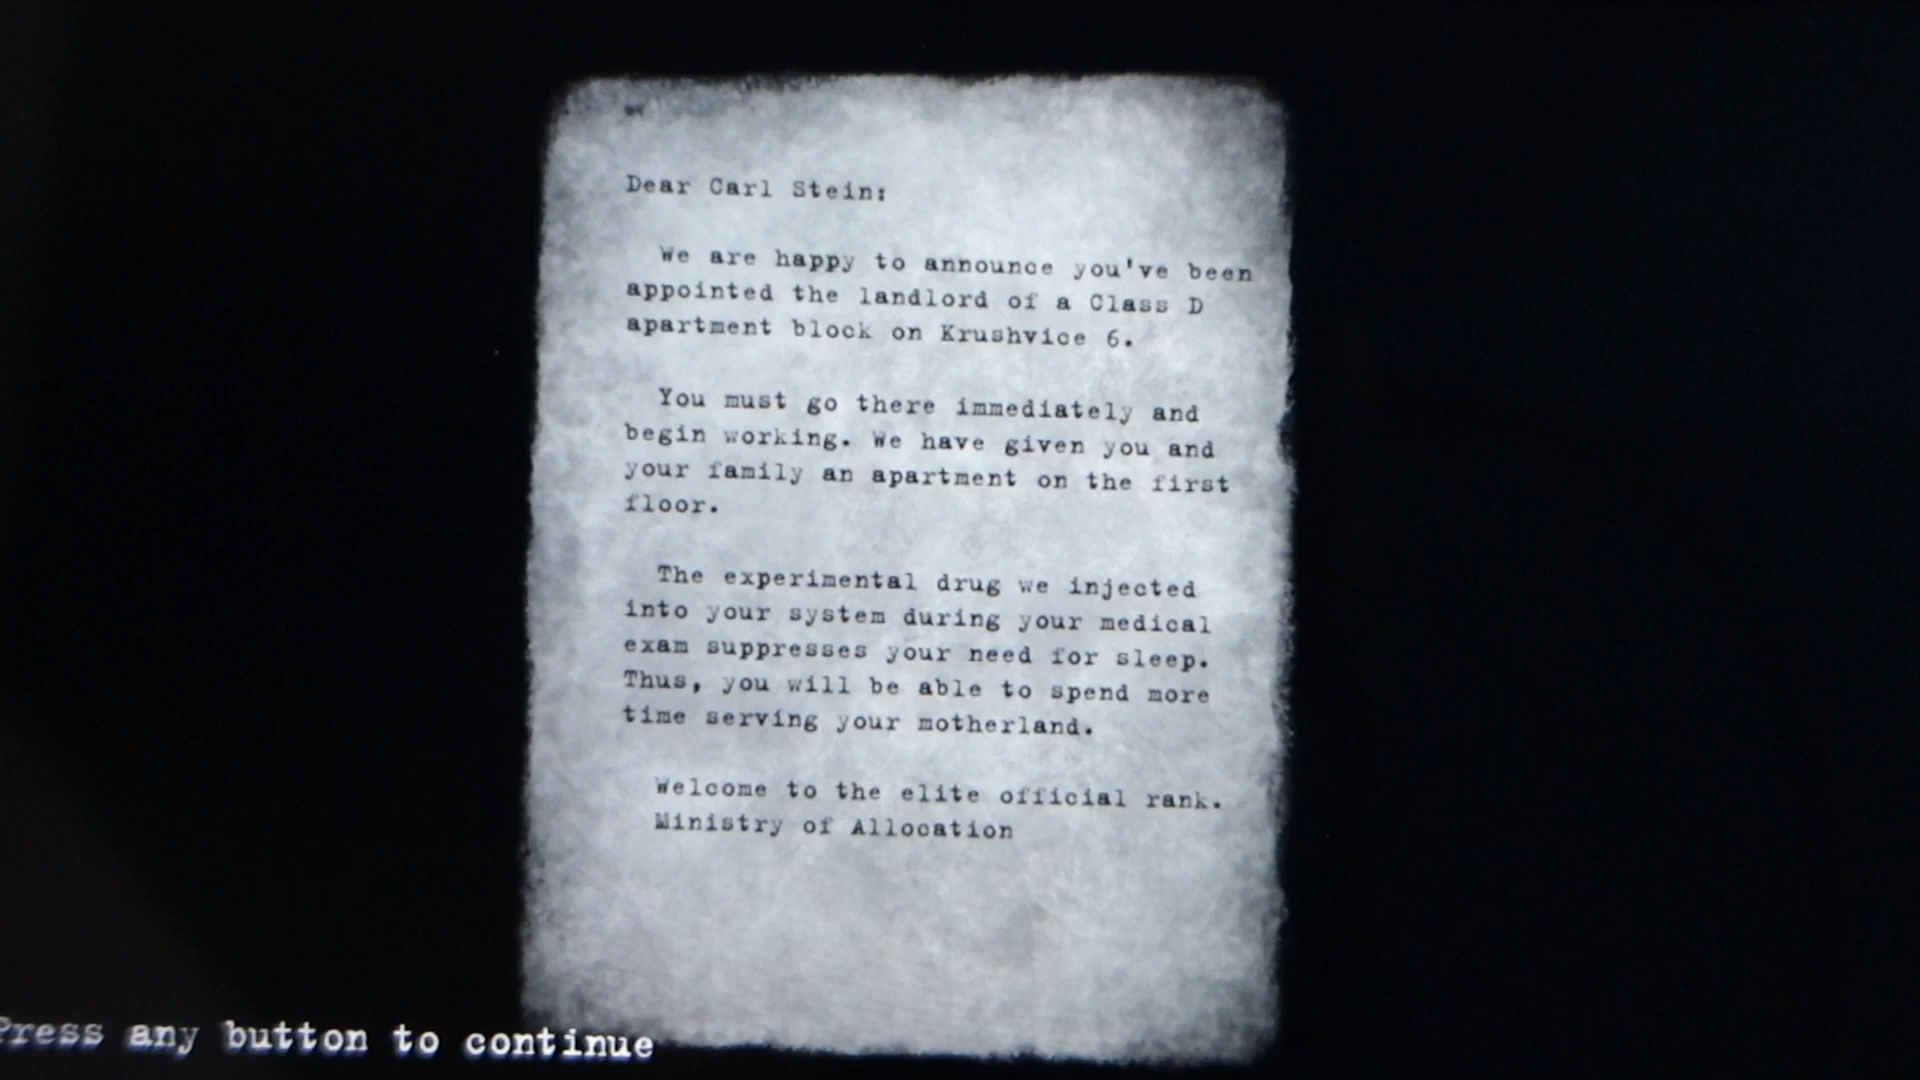 Dear Carl Stein:
We are happy to announce you've been
appointed the landlord of a Class D
apartment block on Krushvice 6.
You must go there immediately and
begin working. We have given you and
your family an apartment on the first
floor.
The experimental drug we injected
into your system during your medical
exam suppresses your need for sleep.
Thus, you will be able to spend more
time serving your motherland.
Welcome to the elite official rank.
Ministry of Allocation
Press any button to continue